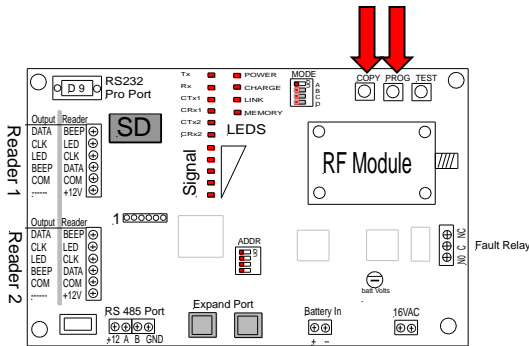 COPY PROG TEST
D 9
RS232
Pro Port
Tx
Rx
CTx1
CRx1
CTx2
CRx2
POWER
CHARGE
LINK
MEMORY
LEDS
MODE
A
B
C
D
SD
Signal
RF Module
Reader 1
Output Reader
DATA BEEP
CLK LED
LED CLK
BEEP DATA
COM COM
------ +12V
1
Reader 2
Output Reader
DATA BEEP
CLK LED
LED CLK
BEEP DATA
COM COM
------ +12V
ADDR
NO C NC
Fault Relay
batt Volts
RS 485 Port
+12 A B GND
Expand Port
Battery In
+ -
16VAC